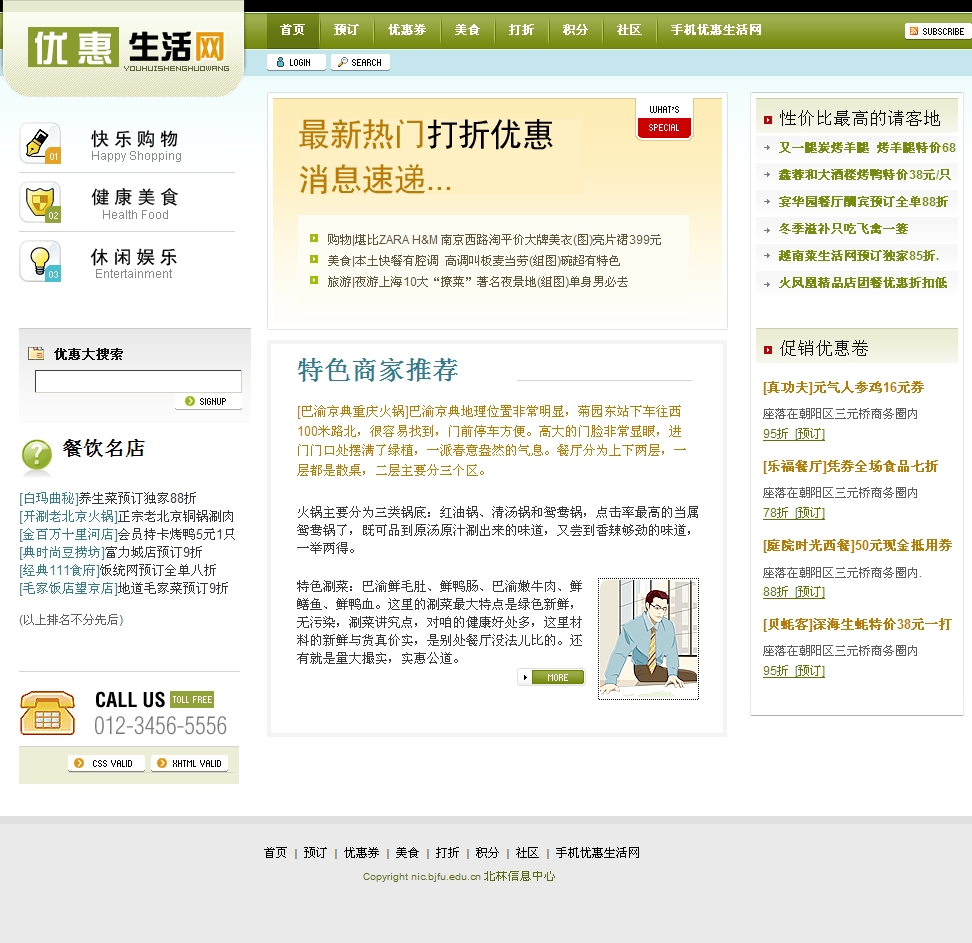 优惠 生活网
YOUHUISHENGHUOWANG
首页 预订 优惠券 美食 打折 积分 社区 手机优惠生活网
SUBSCRIBE
LOGIN SEARCH
快乐购物
Happy Shopping
01
健康美食
Health Food
02
休闲娱乐
Entertainment
03
优惠大搜索
SIGNUP
餐饮名店
[白玛曲秘]养生菜预订独家88折
[开涮老北京火锅]正宗老北京铜锅涮肉
[金百万十里河店]会员持卡烤鸭5元1只
[典时尚豆捞坊]富力城店预订9折
[经典111食府]饭统网预订全单八折
[毛家饭店望京店]地道毛家菜预订9折
(以上排名不分先后)
CALL US TOLL FREE
012-3456-5556
CSS VALID XHTML VALID
最新热门打折优惠
消息速递...
WHAT'S
SPECIAL
购物|堪比ZARA H&M 南京西路淘平价大牌美衣(图)亮片裙399元
美食|本土快餐有腔调 高调叫板麦当劳(组图)碗超有特色
旅游|夜游上海10大“撩菜”著名夜景地(组图)单身男必去
特色商家推荐
[巴渝京典重庆火锅]巴渝京典地理位置非常明显，菊园东站下车往西
100米路北，很容易找到，门前停车方便。高大的门脸非常显眼，进
门门口处摆满了绿植，一派春意盎然的气息。餐厅分为上下两层，一
层都是散桌，二层主要分三个区。
火锅主要分为三类锅底：红油锅、清汤锅和鸳鸯锅，点击率最高的当属
鸳鸯锅了，既可品到原汤原汁涮出来的味道，又尝到香辣够劲的味道，
一举两得。
特色涮菜：巴渝鲜毛肚、鲜鸭肠、巴渝嫩牛肉、鲜
鳝鱼、鲜鸭血。这里的涮菜最大特点是绿色新鲜，
无污染，涮菜讲究点，对咱的健康好处多，这里材
料的新鲜与货真价实，是别处餐厅没法儿比的。还
有就是量大撮实，实惠公道。
MORE
性价比最高的请客地
又一腿炭烤羊腿 烤羊腿特价68
鑫蓉和大酒楼烤鸭特价38元/只
宴华园餐厅酬宾预订全单88折
冬季滋补只吃飞禽一签
越南莱生活网预订独家85折.
火凤凰精品店团餐优惠折扣低
促销优惠卷
[真功夫]元气人参鸡16元券
座落在朝阳区三元桥商务圈内
95折 [预订]
[乐福餐厅]凭券全场食品七折
座落在朝阳区三元桥商务圈内
78折 [预订]
[庭院时光西餐]50元现金抵用券
座落在朝阳区三元桥商务圈内.
88折 [预订]
[贝蚝客]深海生蚝特价38元一打
座落在朝阳区三元桥商务圈内
95折 [预订]
首页 | 预订 | 优惠券 | 美食 | 打折 | 积分 | 社区 | 手机优惠生活网
Copyright nic.bjfu.edu.cn 北林信息中心